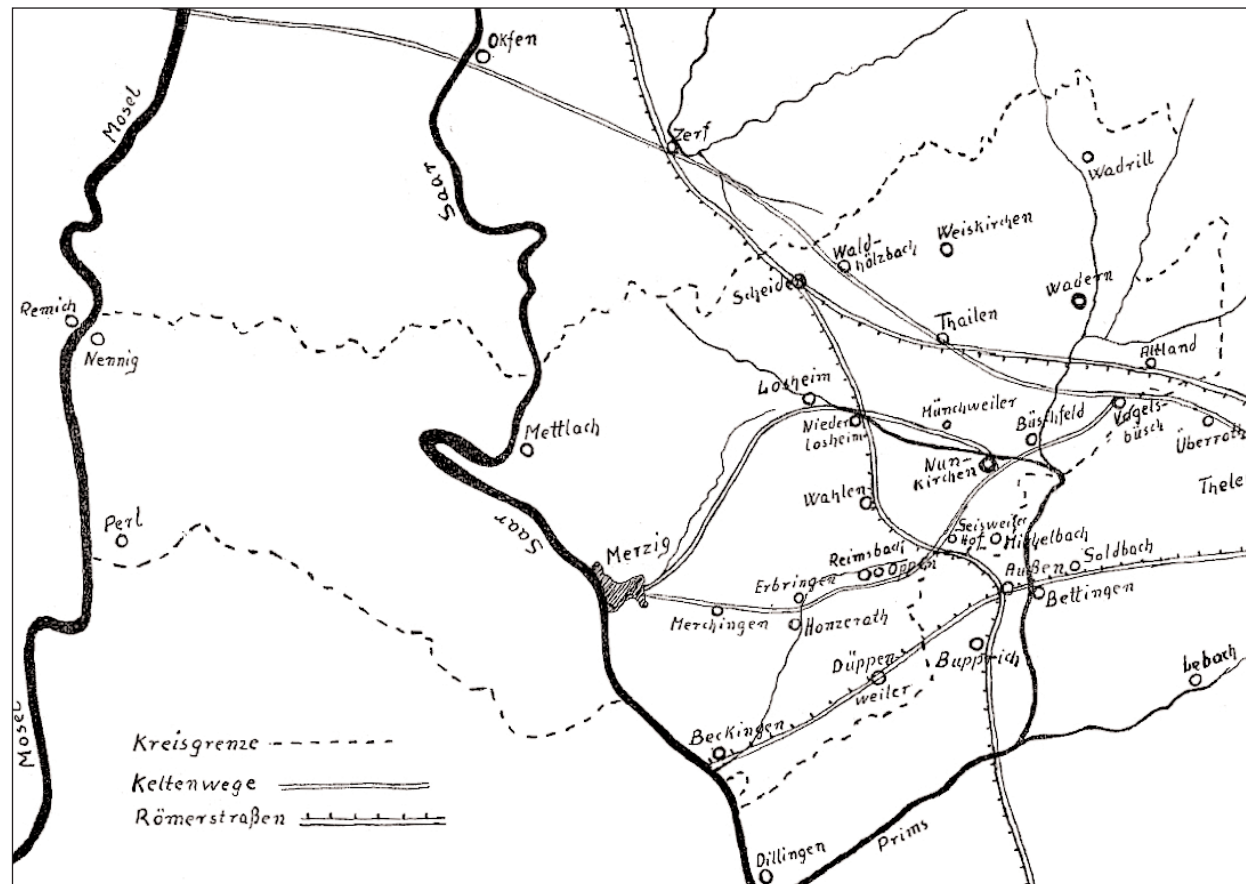 Okfen
Mosel
Saar
Zerf
Wadrill
Weiskirchen
Wald-
hölzbach
Scheiden
Wadern
Remich
Nennig
Thailen
Altland
Losheim
Münchweiler
Büschfeld
Vogels-
büsch
Nieder
losheim
Überroth
Mettlach
Nun-
kirchen
Thele
Wahlen
Perl
Saar
Seisweiler
Hof
Michelbach
Merzig
Reimsbach
Oppen
Außen
Soldbach
Erbringen
Bettingen
Merchingen
Honzerath
Düppen
weiler
Bupprich
Lebach
Mosel
Beckingen
Kreisgrenze
Keltenwege
Römerstraßen
Prims
Dillingen